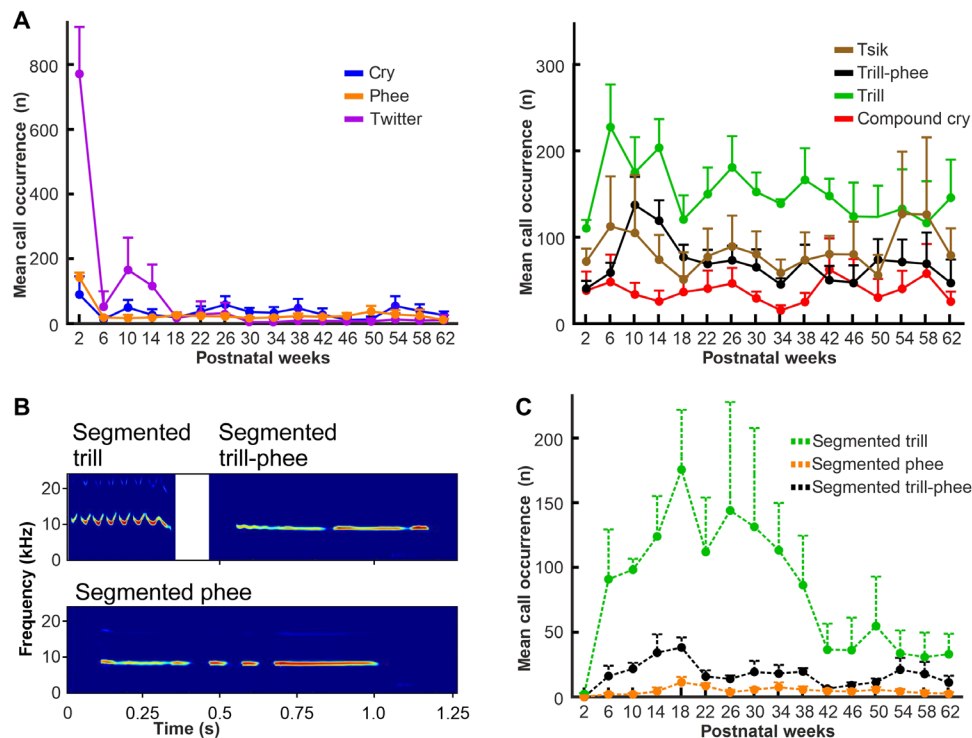 A
Mean call occurrence (n)
800
600
400
200
0
Cry
Phee
Twitter
2 6 10 14 18 22 26 30 34 38 42 46 50 54 58 62
Postnatal weeks
Mean call occurrence (n)
300
200
100
0
Tsik
Trill-phee
Trill
Compound cry
2 6 10 14 18 22 26 30 34 38 42 46 50 54 58 62
Postnatal weeks
B
Segmented
trill
Segmented
trill-phee
20
10
0
Frequency (kHz)
Segmented phee
20
10
0
0 0.25 0.5 0.75 1.0 1.25
Time (s)
C
Mean call occurrence (n)
200
150
100
50
0
Segmented trill
Segmented phee
Segmented trill-phee
2 6 10 14 18 22 26 30 34 38 42 46 50 54 58 62
Postnatal weeks